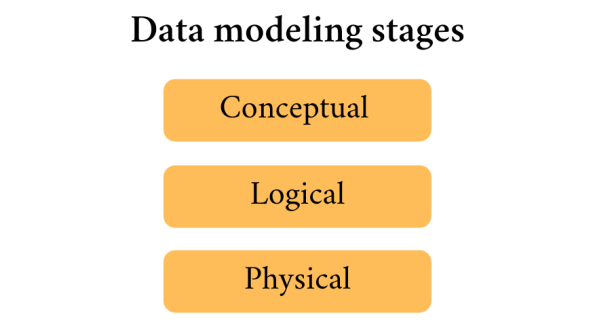 Data modeling stages
Conceptual
Logical
Physical